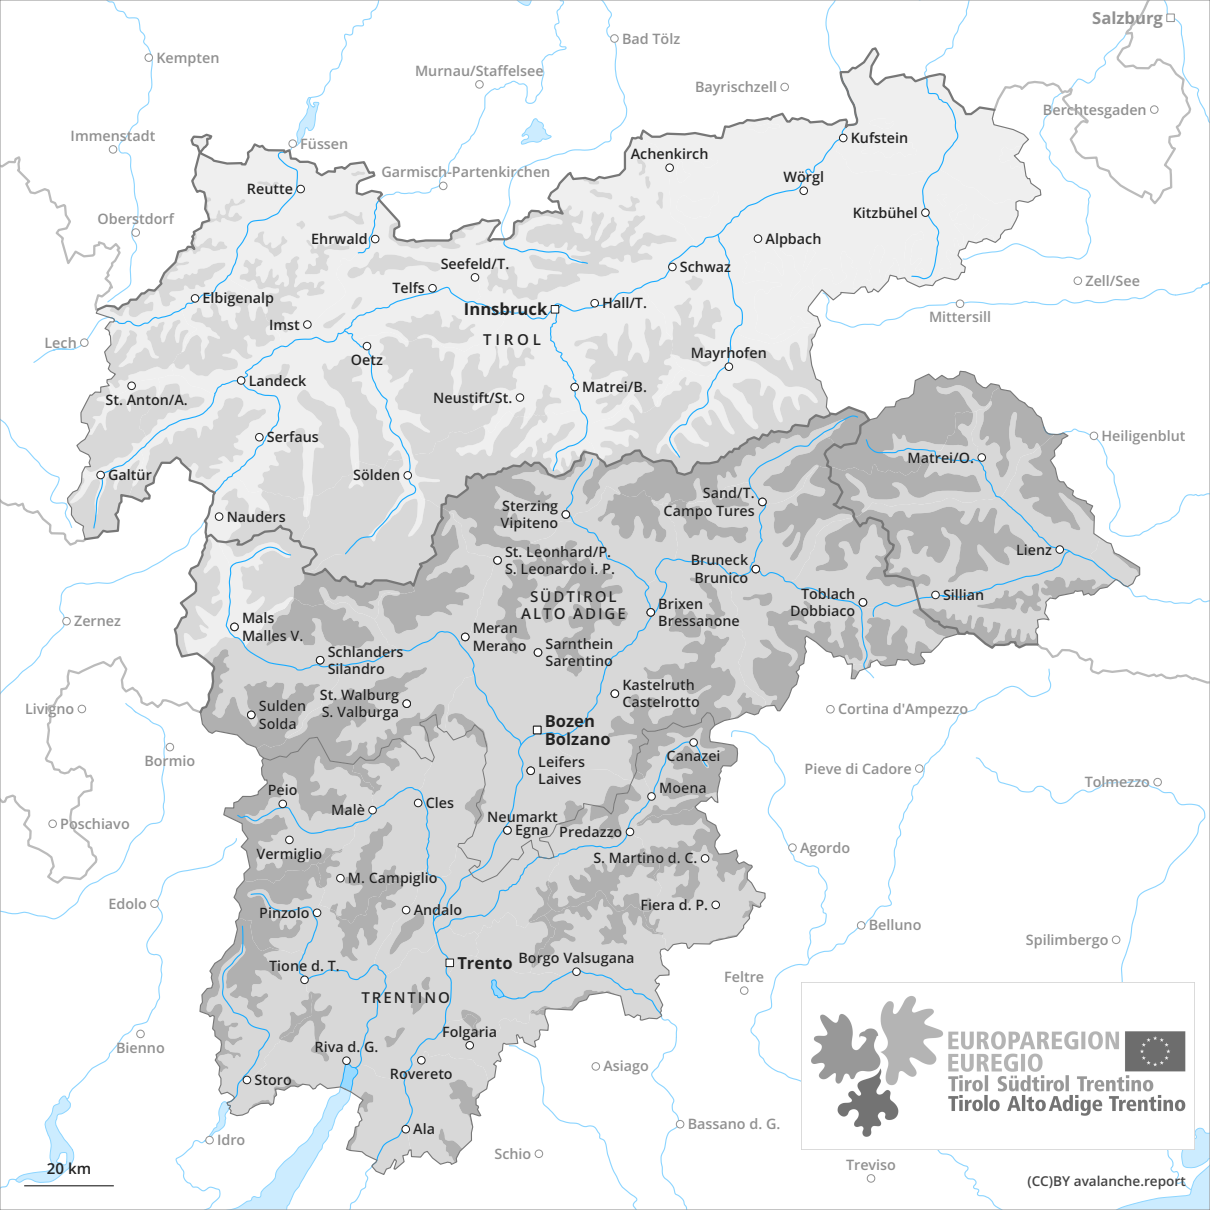 Salzburg
Bad Tölz
Kempten
Murnau/Staffelsee
Bayrischzell
Berchtesgaden
Immenstadt
Füssen
Kufstein
Achenkirch
Garmisch-Partenkirchen
Wörgl
Reutte
Oberstdorf
Kitzbühel
Ehrwald
Alpbach
Seefeld/T.
Schwaz
Zell/See
Telfs
Elbigenalp
Hall/T.
Innsbruck
Mittersill
Imst
TIROL
Lech
Mayrhofen
Oetz
Landeck
Matrei/B.
St. Anton/A.
Neustift/St.
Serfaus
Heiligenblut
Matrei/O.
Galtür
Sölden
Sand/T.
Campo Tures
Sterzing
Vipiteno
Nauders
St. Leonhard/P.
S. Leonardo i. P.
Lienz
Bruneck
Brunico
SÜDTIROL
ALTO ADIGE
Toblach
Dobbiaco
Sillian
Brixen
Bressanone
Zernez
Mals
Malles V.
Meran
Merano
Sarnthein
Sarentino
Schlanders
Silandro
Kastelruth
Castelrotto
St. Walburg
S. Valburga
Sulden
Solda
Livigno
Cortina d'Ampezzo
Bozen
Bolzano
Bormio
Canazei
Leifers
Laives
Pieve di Cadore
Tolmezzo
Peio
Moena
Malè
Cles
Neumarkt
Egna
Predazzo
Poschiavo
Vermiglio
Agordo
S. Martino d. C.
M. Campiglio
Edolo
Pinzolo
Andalo
Fiera d. P.
Belluno
Spilimbergo
Trento
Borgo Valsugana
Tione d. T.
Feltre
TRENTINO
Folgaria
Bienno
Riva d. G.
Rovereto
Asiago
Storo
EUROPAREGION
EUREGIO
Tirol Südtirol Trentino
Tirolo Alto Adige Trentino
Ala
Bassano d. G.
Idro
Schio
Treviso
20 km
(CC)BY avalanche.report